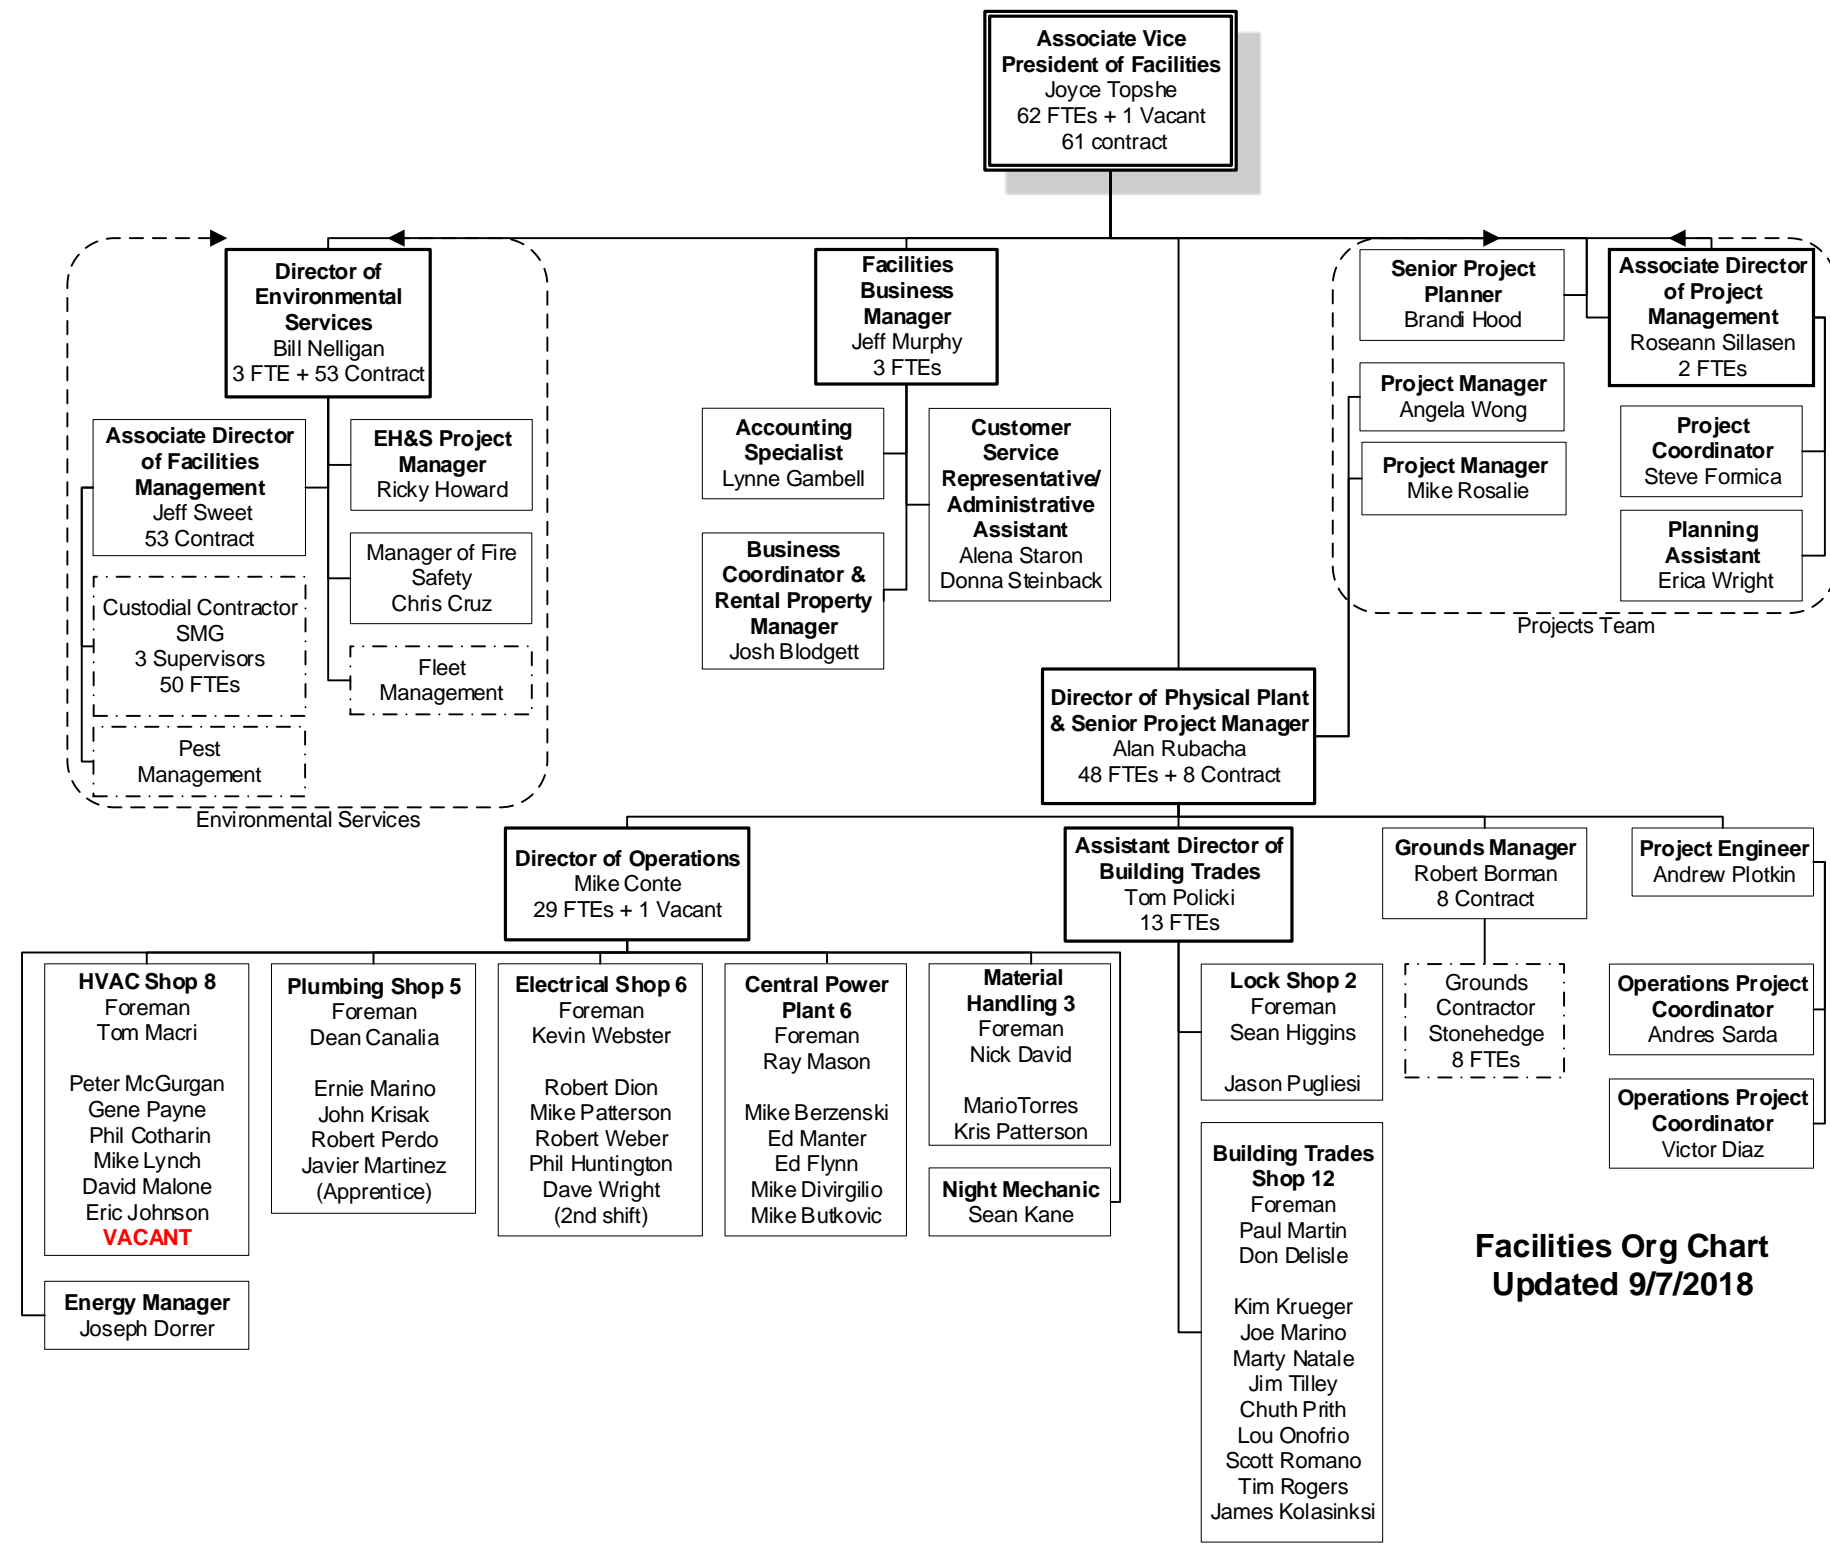 Associate Vice
President of Facilities
Joyce Topshe
62 FTEs + 1 Vacant
61 contract
Director of
Environmental
Services
Bill Nelligan
3 FTE + 53 Contract
Facilities
Business
Manager
Jeff Murphy
3 FTEs
Senior Project
Planner
Brandi Hood
Associate Director
of Project
Management
Roseann Sillasen
2 FTEs
Project Manager
Angela Wong
Project Manager
Mike Rosalie
Project
Coordinator
Steve Formica
Planning
Assistant
Erica Wright
Projects Team
Associate Director
of Facilities
Management
Jeff Sweet
53 Contract
EH&S Project
Manager
Ricky Howard
Manager of Fire
Safety
Chris Cruz
Custodial Contractor
SMG
3 Supervisors
50 FTEs
Fleet
Management
Pest
Management
Environmental Services
Accounting
Specialist
Lynne Gambell
Customer
Service
Representative/
Administrative
Assistant
Alena Staron
Donna Steinback
Business
Coordinator &
Rental Property
Manager
Josh Blodgett
Director of Physical Plant
& Senior Project Manager
Alan Rubacha
48 FTEs + 8 Contract
Director of Operations
Mike Conte
29 FTEs + 1 Vacant
Assistant Director of
Building Trades
Tom Policki
13 FTEs
Grounds Manager
Robert Borman
8 Contract
Project Engineer
Andrew Plotkin
HVAC Shop 8
Foreman
Tom Macri
Peter McGurgan
Gene Payne
Phil Cotharin
Mike Lynch
David Malone
Eric Johnson
VACANT
Plumbing Shop 5
Foreman
Dean Canalia
Ernie Marino
John Krisak
Robert Perdo
Javier Martinez
(Apprentice)
Electrical Shop 6
Foreman
Kevin Webster
Robert Dion
Mike Patterson
Robert Weber
Phil Huntington
Dave Wright
(2nd shift)
Central Power
Plant 6
Foreman
Ray Mason
Mike Berzenski
Ed Manter
Ed Flynn
Mike Divirgilio
Mike Butkovic
Material
Handling 3
Foreman
Nick David
MarioTorres
Kris Patterson
Night Mechanic
Sean Kane
Energy Manager
Joseph Dorrer
Lock Shop 2
Foreman
Sean Higgins
Jason Pugliesi
Building Trades
Shop 12
Foreman
Paul Martin
Don Delisle
Kim Krueger
Joe Marino
Marty Natale
Jim Tilley
Chuth Prith
Lou Onofrio
Scott Romano
Tim Rogers
James Kolasinksi
Grounds
Contractor
Stonehedge
8 FTEs
Operations Project
Coordinator
Andres Sarda
Operations Project
Coordinator
Victor Diaz
Facilities Org Chart
Updated 9/7/2018